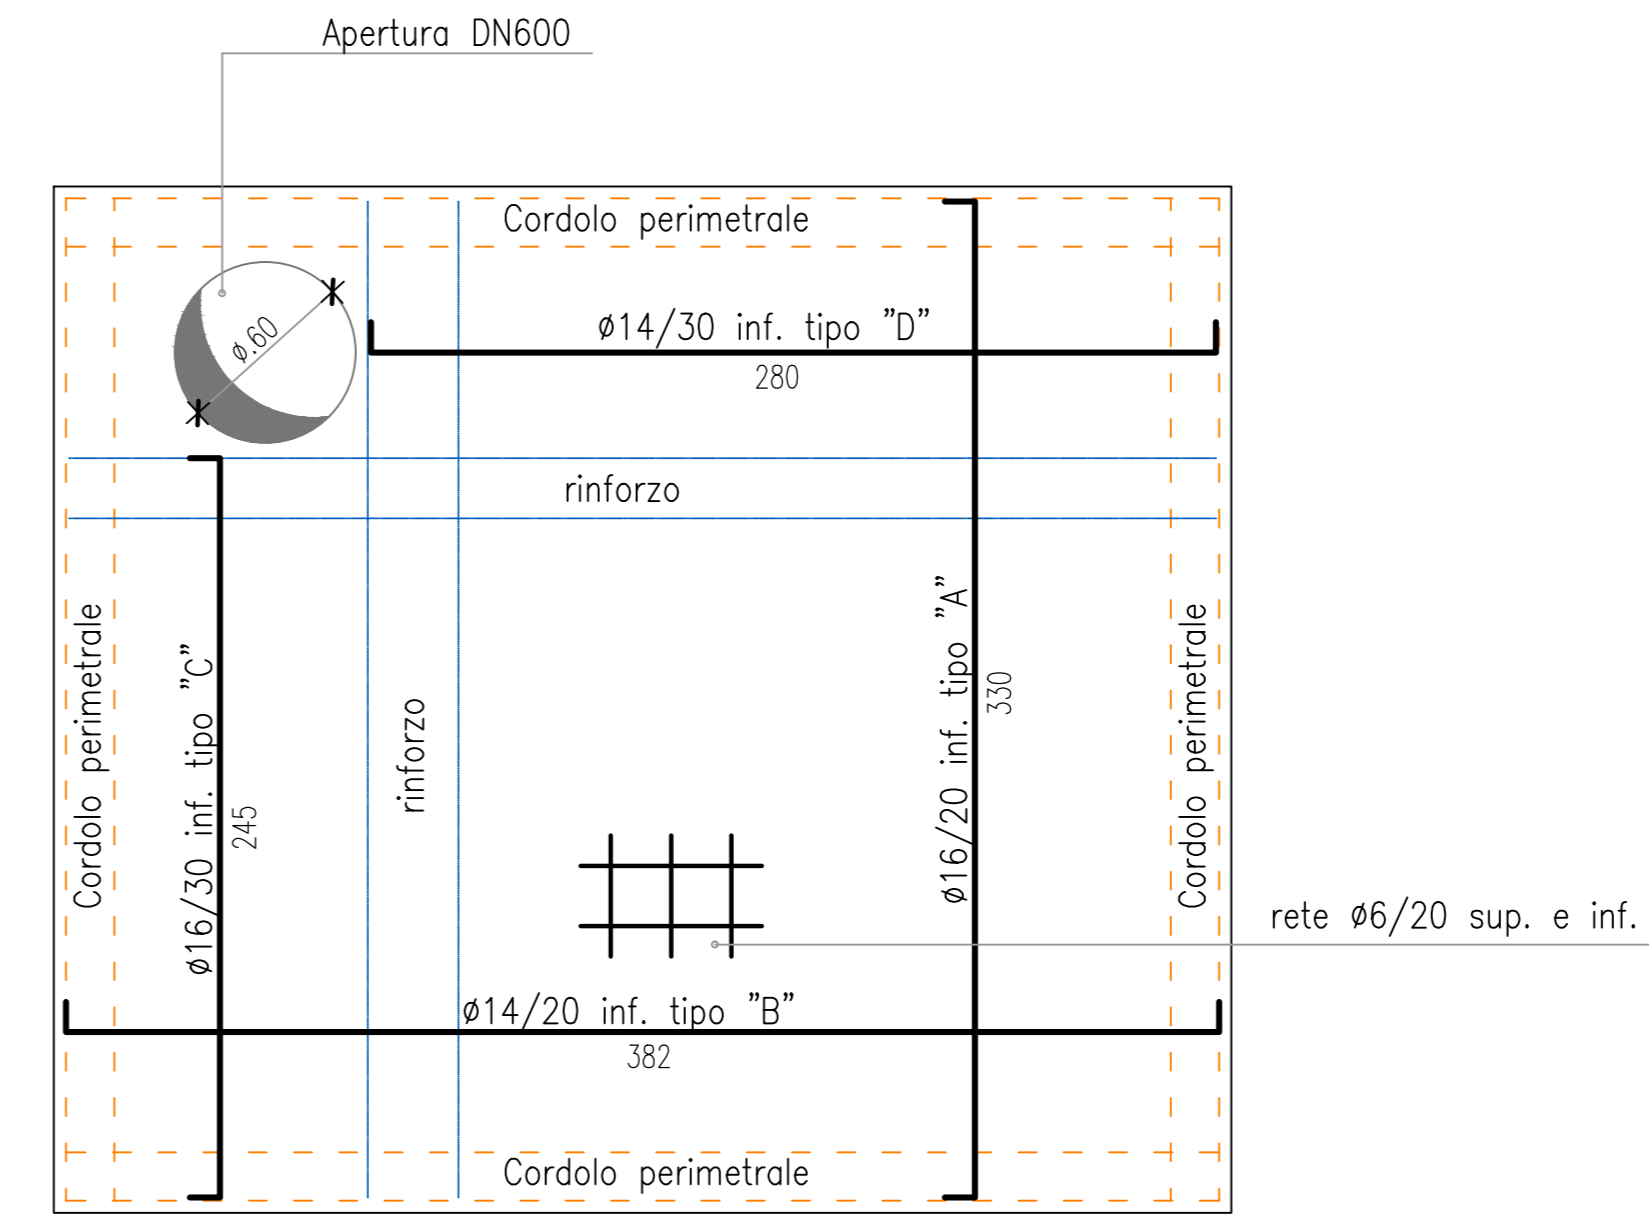 Apertura DN600
Cordolo perimetrale
ø.60
ø14/30 inf. tipo "D"
280
rinforzo
Cordolo perimetrale
ø16/30 inf. tipo "C"
245
rinforzo
ø16/20 inf. tipo "A"
330
Cordolo perimetrale
rete ø6/20 sup. e inf.
ø14/20 inf. tipo "B"
382
Cordolo perimetrale